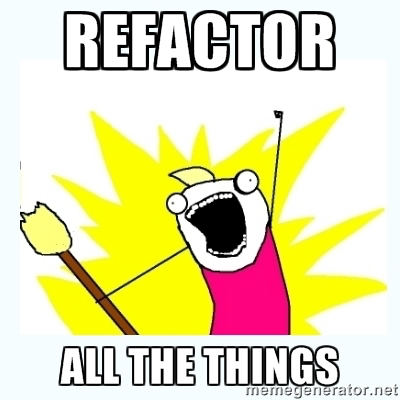 REFACTOR
ALL THE THINGS
memegenerator.net